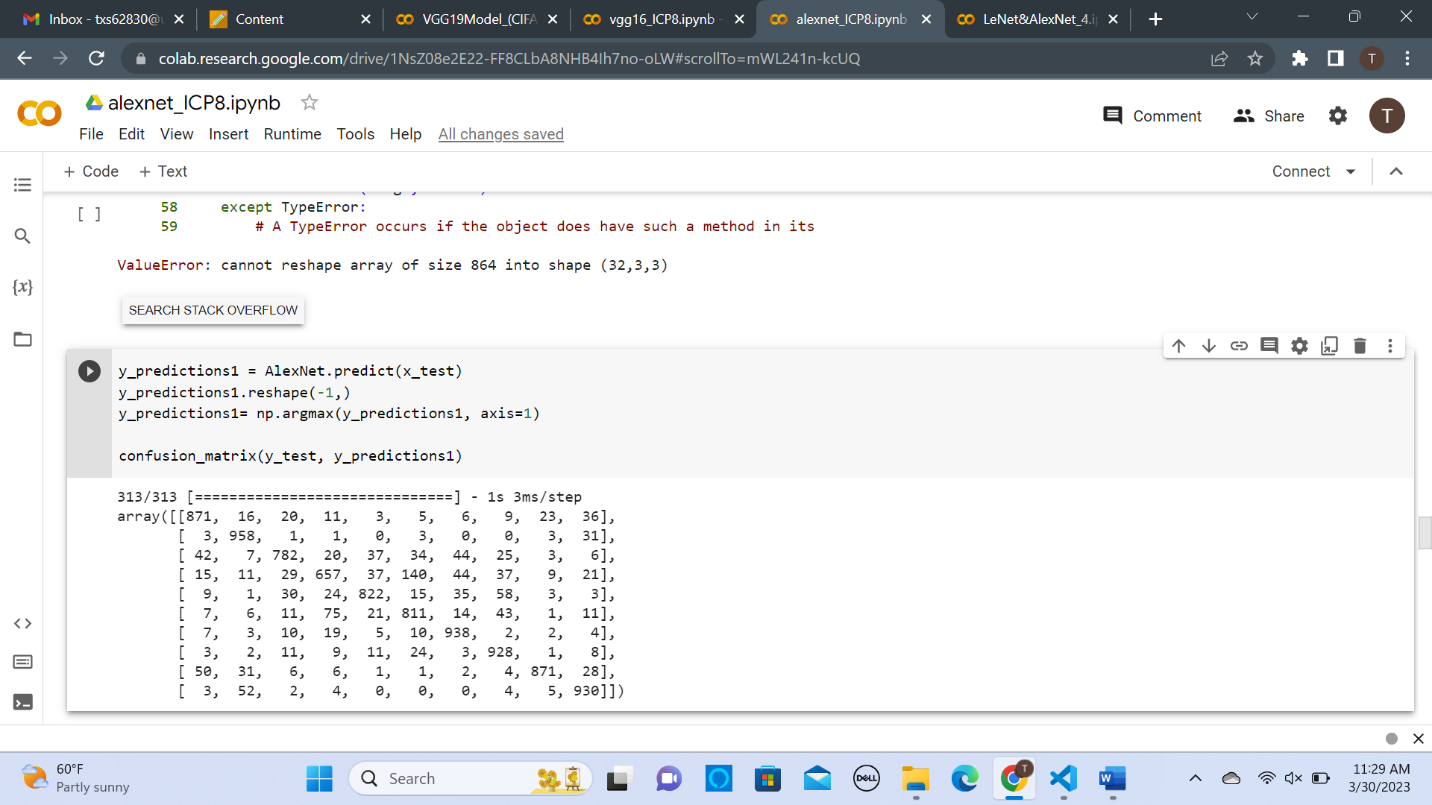 Inbox - txs62830@
Content
VGG19Model_(CIFA
vgg16_ICP8.ipynb -
alexnet_ICP8.ipynb
LeNet&AlexNet_4.i
colab.research.google.com/drive/1NsZ08e2E22-FF8CLbA8NHB4Ih7no-oLW#scrollTo=mWL241n-kcUQ
T
alexnet_ICP8.ipynb
Comment
Share
T
File Edit View Insert Runtime Tools Help All changes saved
+ Code + Text
Connect
[ ]
58 except TypeError:
59 # A TypeError occurs if the object does have such a method in its
ValueError: cannot reshape array of size 864 into shape (32,3,3)
SEARCH STACK OVERFLOW
{x}
y_predictions1 = AlexNet.predict(x_test)
y_predictions1.reshape(-1,)
y_predictions1= np.argmax(y_predictions1, axis=1)
confusion_matrix(y_test, y_predictions1)
313/313 [==============================] - 1s 3ms/step
array([[871, 16, 20, 11, 3, 5, 6, 9, 23, 36],
[ 3, 958, 1, 1, 0, 3, 0, 0, 3, 31],
[ 42, 7, 782, 20, 37, 34, 44, 25, 3, 6],
[ 15, 11, 29, 657, 37, 140, 44, 37, 9, 21],
[ 9, 1, 30, 24, 822, 15, 35, 58, 3, 3],
[ 7, 6, 11, 75, 21, 811, 14, 43, 1, 11],
[ 7, 3, 10, 19, 5, 10, 938, 2, 2, 4],
[ 3, 2, 11, 9, 11, 24, 3, 928, 1, 8],
[ 50, 31, 6, 6, 1, 1, 2, 4, 871, 28],
[ 3, 52, 2, 4, 0, 0, 0, 4, 5, 930]])
60°F
Partly sunny
Search
DELL
T
11:29 AM
3/30/2023